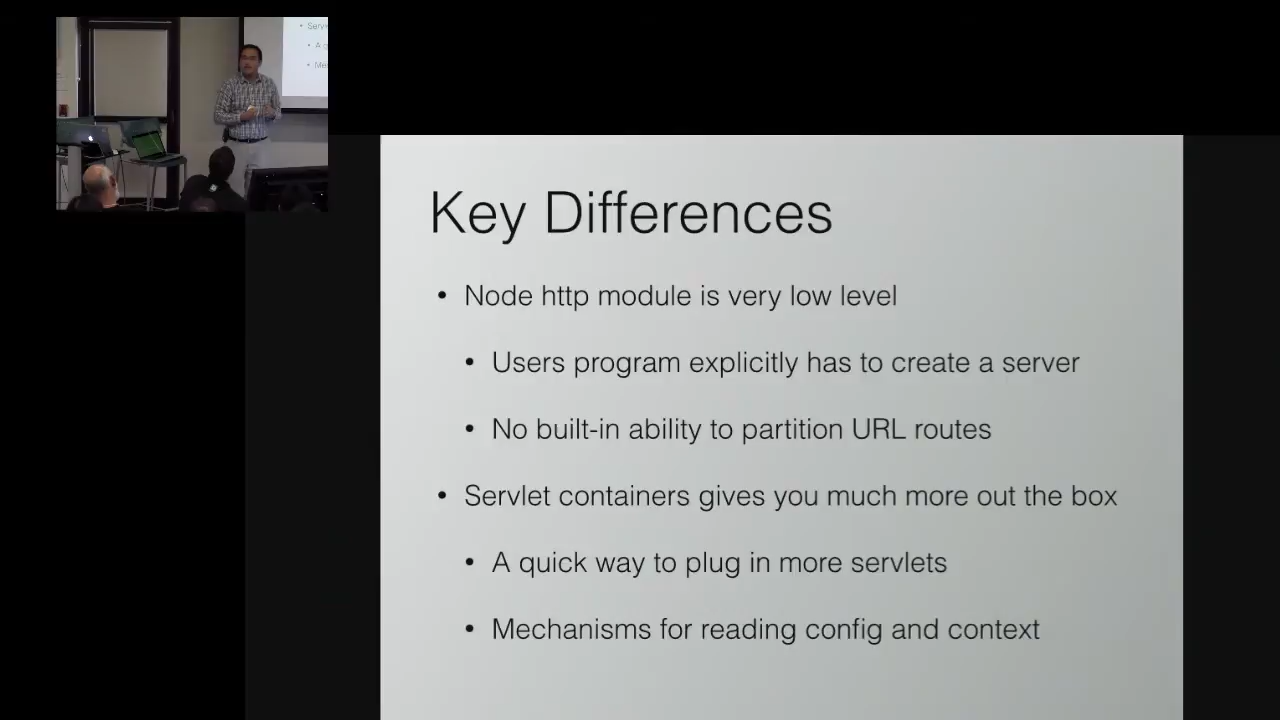 Key Differences
• Node http module is very low level
• Users program explicitly has to create a server
• No built-in ability to partition URL routes
• Servlet containers gives you much more out the box
• A quick way to plug in more servlets
• Mechanisms for reading config and context